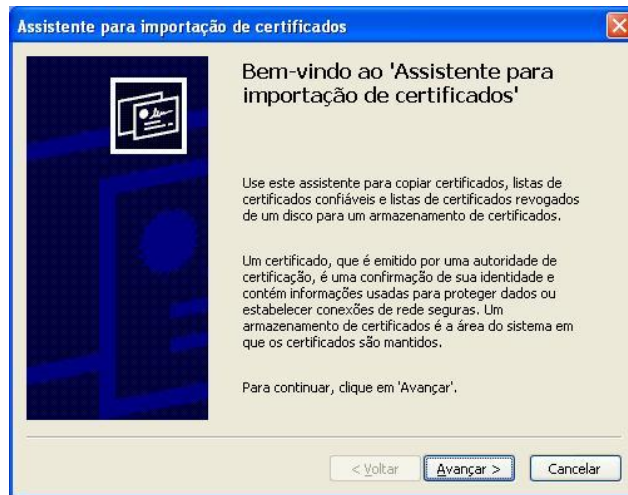 Assistente para importação de certificados
Bem-vindo ao 'Assistente para
importação de certificados'
Use este assistente para copiar certificados, listas de
certificados confiáveis e listas de certificados revogados
de um disco para um armazenamento de certificados.
Um certificado, que é emitido por uma autoridade de
certificação, é uma confirmação de sua identidade e
contém informações usadas para proteger dados ou
estabelecer conexões de rede seguras. Um
armazenamento de certificados é a área do sistema em
que os certificados são mantidos.
Para continuar, clique em 'Avançar'.
< Voltar Avançar > Cancelar